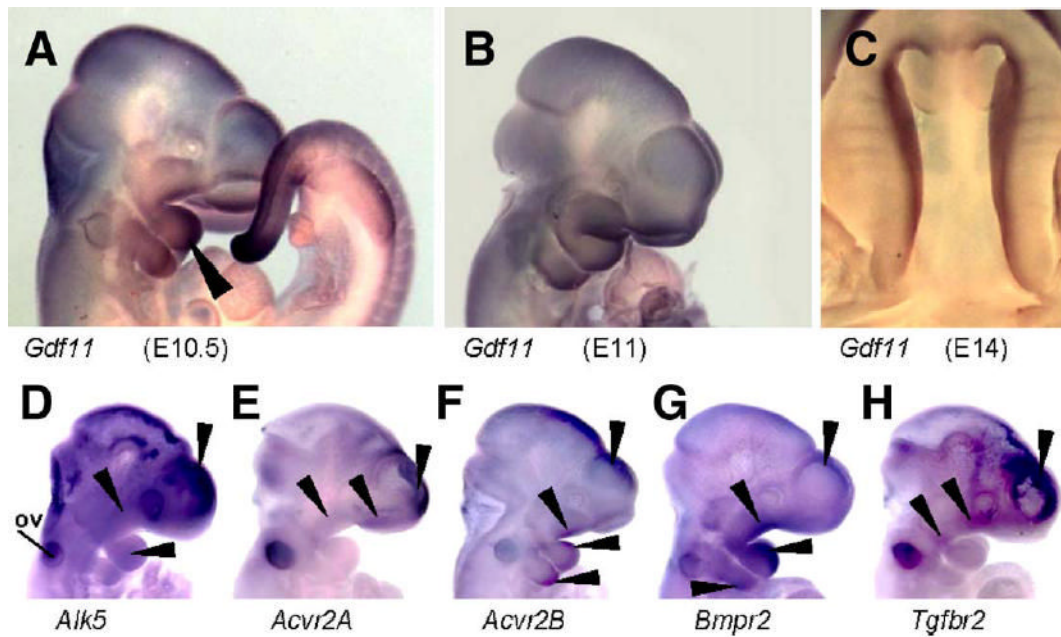 A B C
Gdf11 (E10.5) Gdf11 (E11) Gdf11 (E14)
D E F G H
ov
Alk5 Acvr2A Acvr2B Bmpr2 Tgfbr2